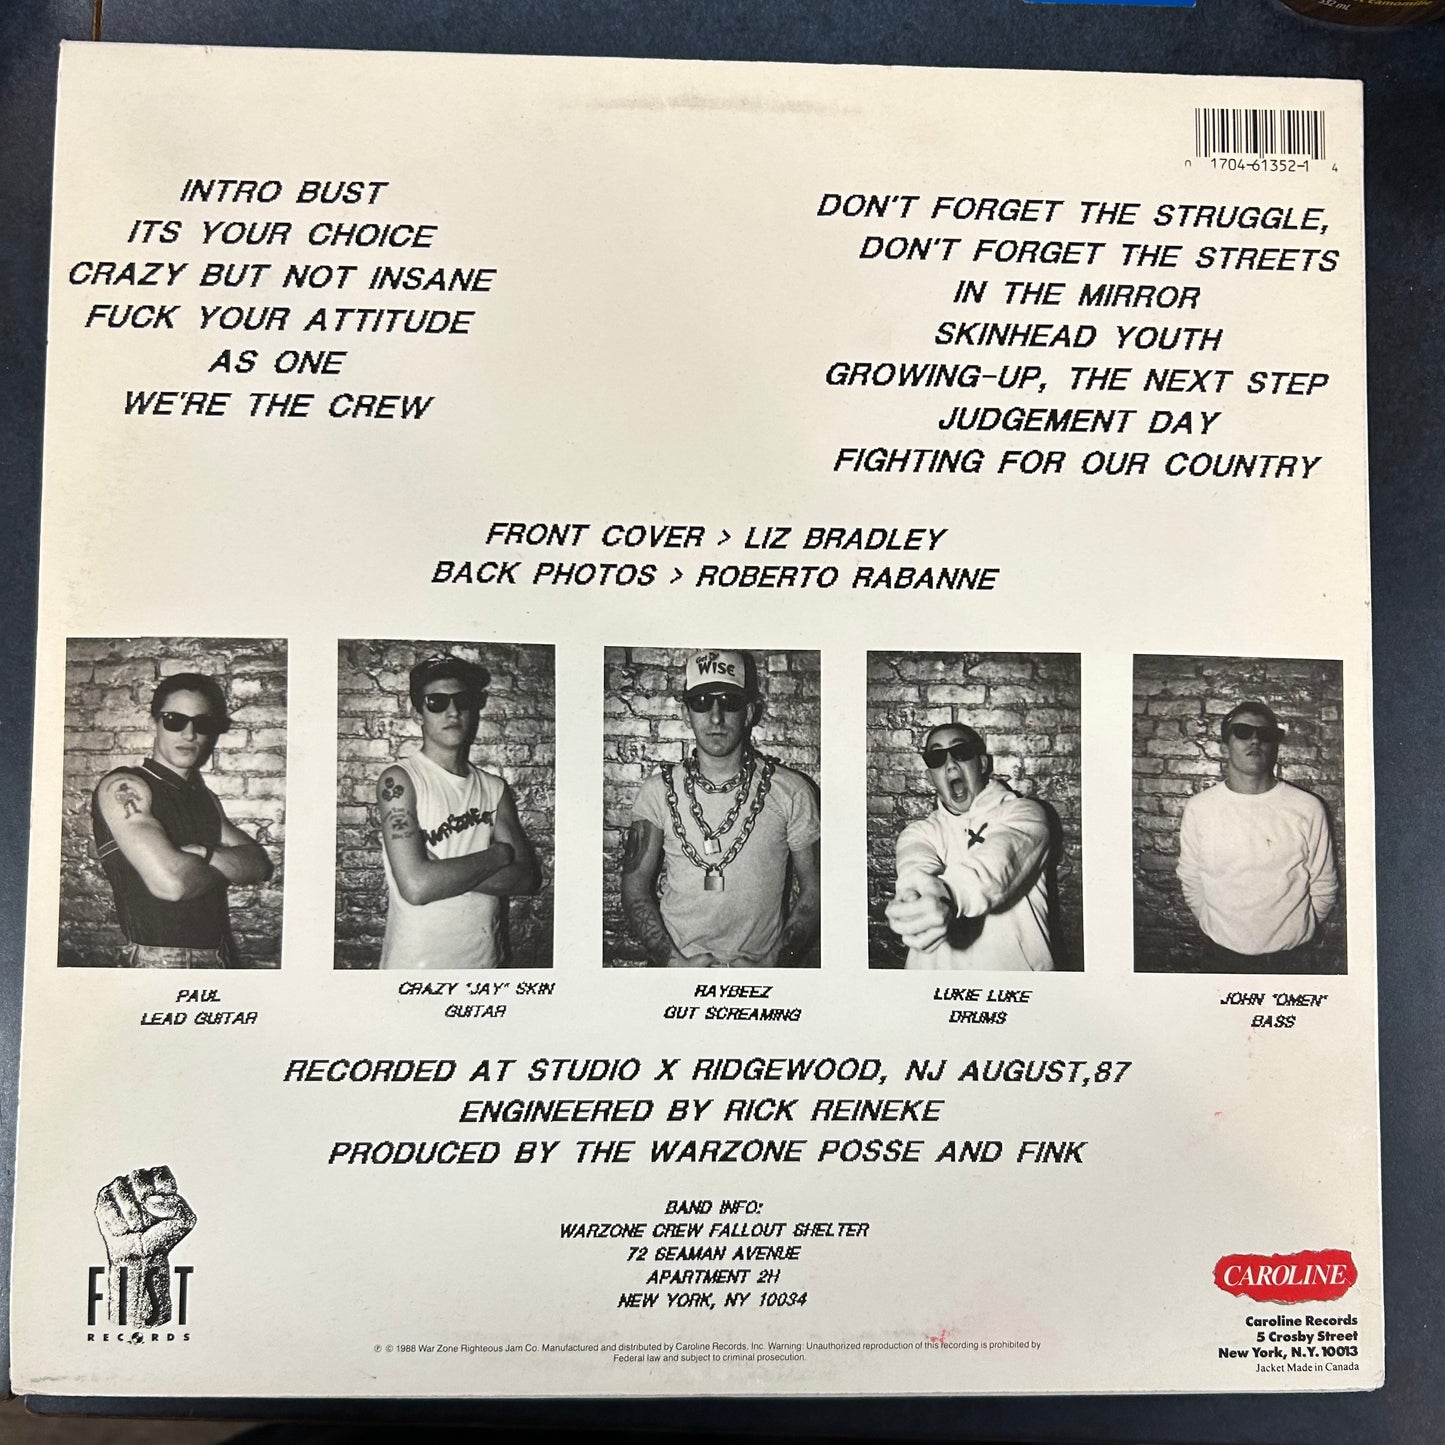 332 mL
camomille
0 1704-61352-1 4
INTRO BUST
ITS YOUR CHOICE
CRAZY BUT NOT INSANE
FUCK YOUR ATTITUDE
AS ONE
WE'RE THE CREW
DON'T FORGET THE STRUGGLE,
DON'T FORGET THE STREETS
IN THE MIRROR
SKINHEAD YOUTH
GROWING-UP, THE NEXT STEP
JUDGEMENT DAY
FIGHTING FOR OUR COUNTRY
FRONT COVER > LIZ BRADLEY
BACK PHOTOS > ROBERTO RABANNE
WISE
WARZONE
X
PAUL
LEAD GUITAR
CRAZY "JAY" SKIN
GUITAR
RAYBEEZ
GUT SCREAMING
LUKIE LUKE
DRUMS
JOHN "OMEN"
BASS
RECORDED AT STUDIO X RIDGEWOOD, NJ AUGUST,87
ENGINEERED BY RICK REINEKE
PRODUCED BY THE WARZONE POSSE AND FINK
BAND INFO:
WARZONE CREW FALLOUT SHELTER
72 SEAMAN AVENUE
APARTMENT 2H
NEW YORK, NY 10034
FIST
RECORDS
CAROLINE
Caroline Records
5 Crosby Street
New York, N.Y. 10013
Jacket Made in Canada
℗ © 1988 War Zone Righteous Jam Co. Manufactured and distributed by Caroline Records, Inc. Warning: Unauthorized reproduction of this recording is prohibited by
Federal law and subject to criminal prosecution.